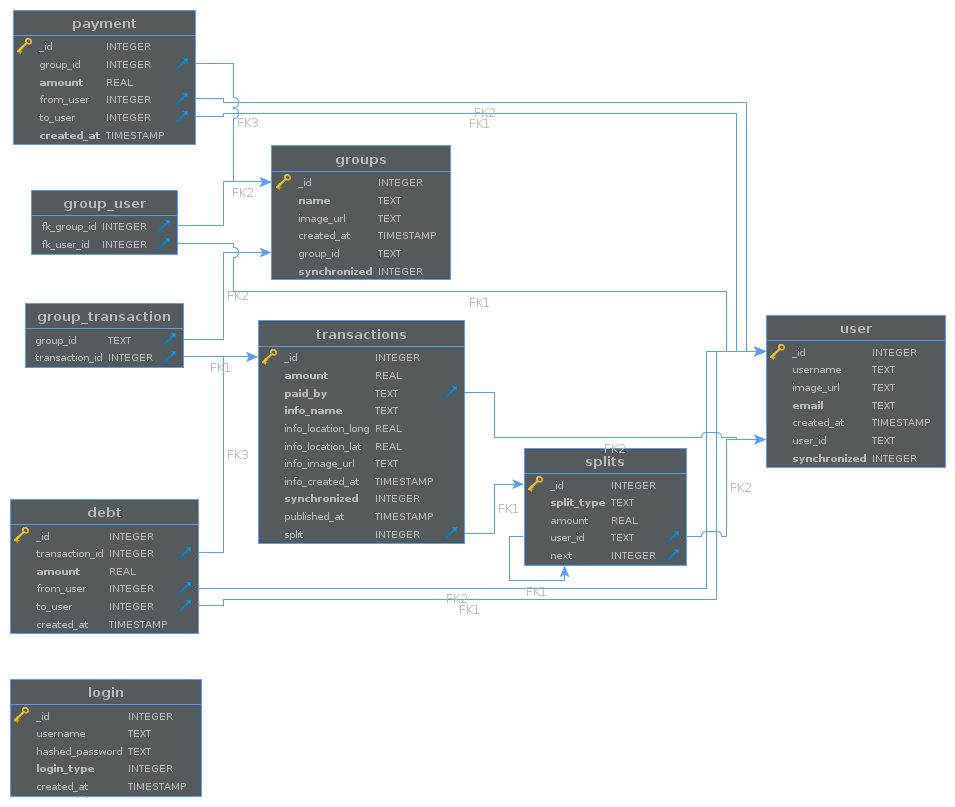 payment
_id INTEGER
group_id INTEGER
amount REAL
from_user INTEGER
to_user INTEGER
created_at TIMESTAMP
FK2
FK1
FK3
groups
_id INTEGER
name TEXT
image_url TEXT
created_at TIMESTAMP
group_id TEXT
synchronized INTEGER
FK2
group_user
fk_group_id INTEGER
fk_user_id INTEGER
FK2
FK1
group_transaction
group_id TEXT
transaction_id INTEGER
FK1
transactions
_id INTEGER
amount REAL
paid_by TEXT
info_name TEXT
info_location_long REAL
info_location_lat REAL
info_image_url TEXT
info_created_at TIMESTAMP
synchronized INTEGER
published_at TIMESTAMP
split INTEGER
user
_id INTEGER
username TEXT
image_url TEXT
email TEXT
created_at TIMESTAMP
user_id TEXT
synchronized INTEGER
FK2
FK3
splits
_id INTEGER
split_type TEXT
amount REAL
user_id TEXT
next INTEGER
FK2
FK1
FK1
debt
_id INTEGER
transaction_id INTEGER
amount REAL
from_user INTEGER
to_user INTEGER
created_at TIMESTAMP
FK2
FK1
login
_id INTEGER
username TEXT
hashed_password TEXT
login_type INTEGER
created_at TIMESTAMP